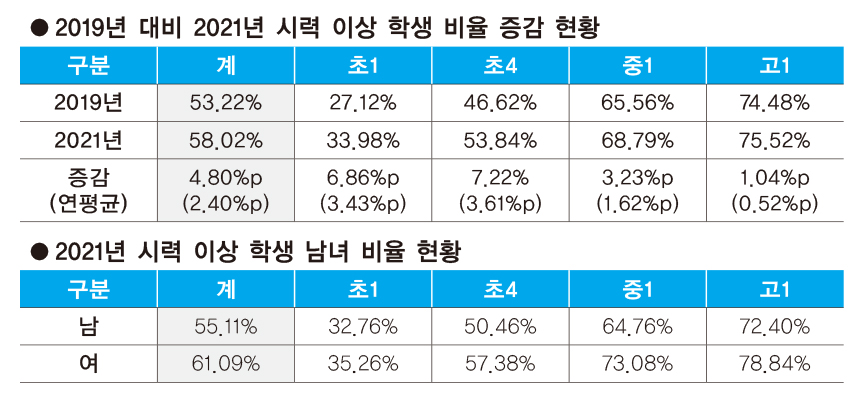 ● 2019년 대비 2021년 시력 이상 학생 비율 증감 현황
구분 계 초1 초4 중1 고1
2019년 53.22% 27.12% 46.62% 65.56% 74.48%
2021년 58.02% 33.98% 53.84% 68.79% 75.52%
증감 4.80%p 6.86%p 7.22% 3.23%p 1.04%p
(연평균) (2.40%p) (3.43%p) (3.61%p) (1.62%p) (0.52%p)
● 2021년 시력 이상 학생 남녀 비율 현황
구분 계 초1 초4 중1 고1
남 55.11% 32.76% 50.46% 64.76% 72.40%
여 61.09% 35.26% 57.38% 73.08% 78.84%